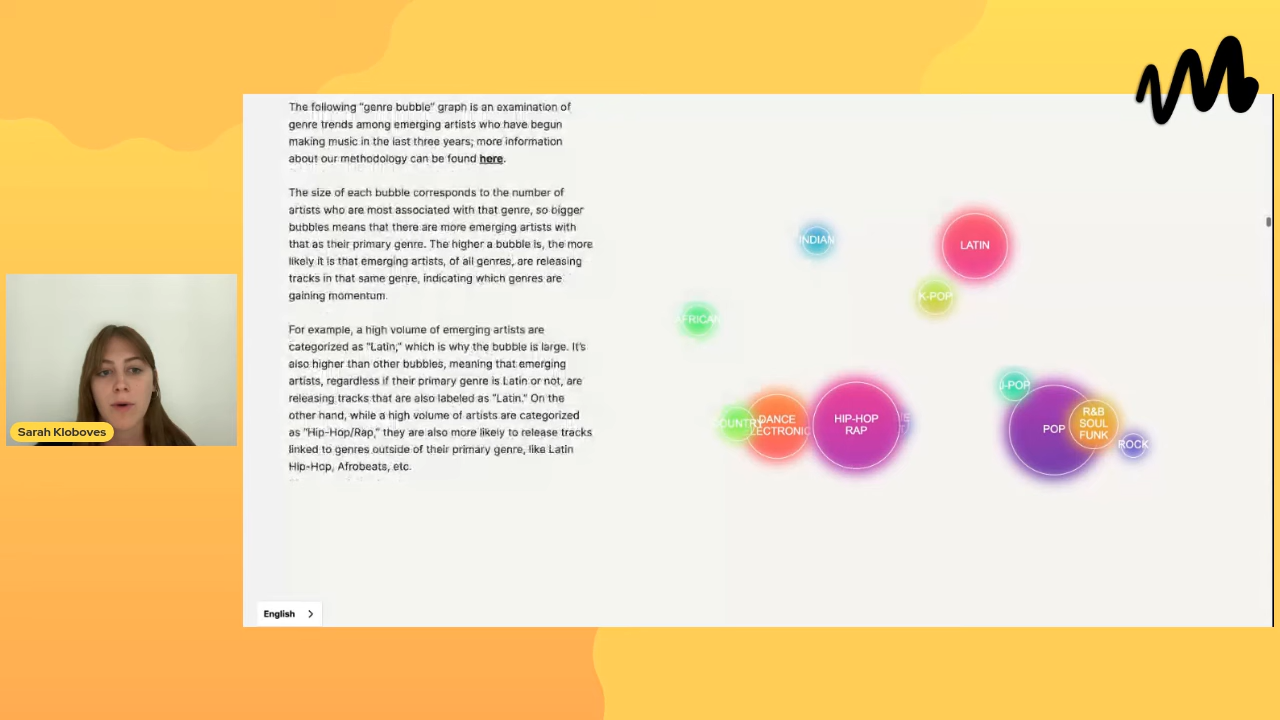 The following "genre bubble" graph is an examination of
genre trends among emerging artists who have begun
making music in the last three years; more information
about our methodology can be found here.
The size of each bubble corresponds to the number of
artists who are most associated with that genre, so bigger
bubbles means that there are more emerging artists with
that as their primary genre. The higher a bubble is, the more
likely it is that emerging artists, of all genres, are releasing
tracks in that same genre, indicating which genres are
gaining momentum.
For example, a high volume of emerging artists are
categorized as "Latin," which is why the bubble is large. It's
also higher than other bubbles, meaning that emerging
artists, regardless if their primary genre is Latin or not, are
releasing tracks that are also labeled as "Latin." On the
other hand, while a high volume of artists are categorized
as "Hip-Hop/Rap," they are also more likely to release tracks
linked to genres outside of their primary genre, like Latin
Hip-Hop, Afrobeats, etc.
INDIAN
LATIN
K-POP
AFRICAN
J-POP
COUNTRY
DANCE
ELECTRONIC
HIP-HOP
RAP
POP
R&B
SOUL
FUNK
ROCK
Sarah Kloboves
English